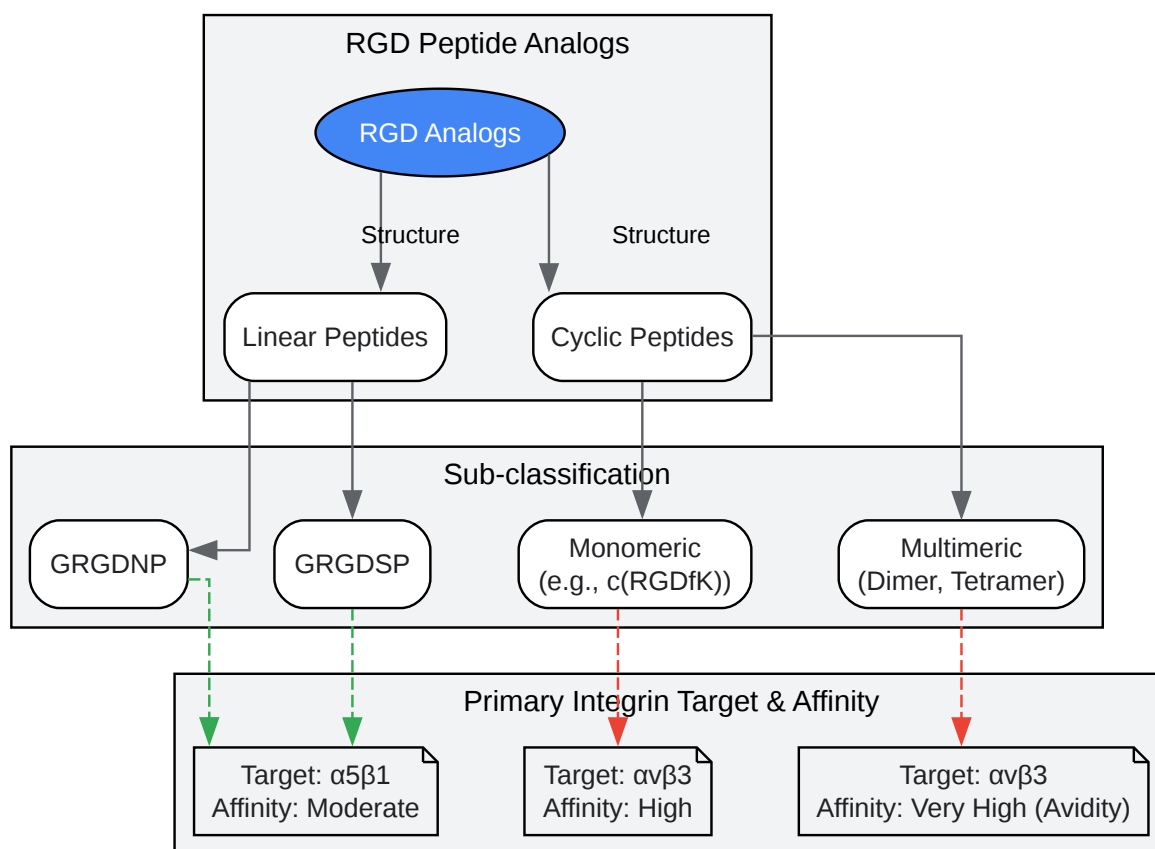 RGD Peptide Analogs
RGD Analogs
Structure
Structure
Linear Peptides
Cyclic Peptides
Sub-classification
GRGDNP
GRGDSP
Monomeric
(e.g., c(RGDfK))
Multimeric
(Dimer, Tetramer)
Primary Integrin Target & Affinity
Target: α5β1
Affinity: Moderate
Target: αvβ3
Affinity: High
Target: αvβ3
Affinity: Very High (Avidity)